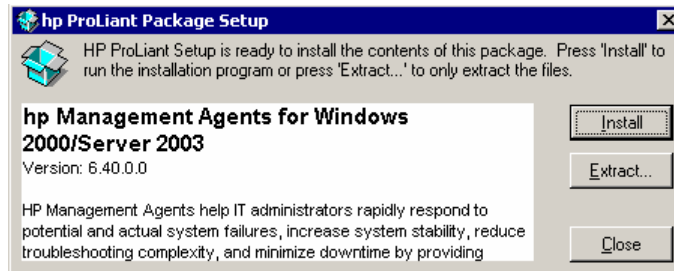 hp ProLiant Package Setup
HP ProLiant Setup is ready to install the contents of this package. Press 'Install' to
run the installation program or press 'Extract...' to only extract the files.
hp Management Agents for Windows
2000/Server 2003
Version: 6.40.0.0
HP Management Agents help IT administrators rapidly respond to
potential and actual system failures, increase system stability, reduce
troubleshooting complexity, and minimize downtime by providing
Install
Extract...
Close